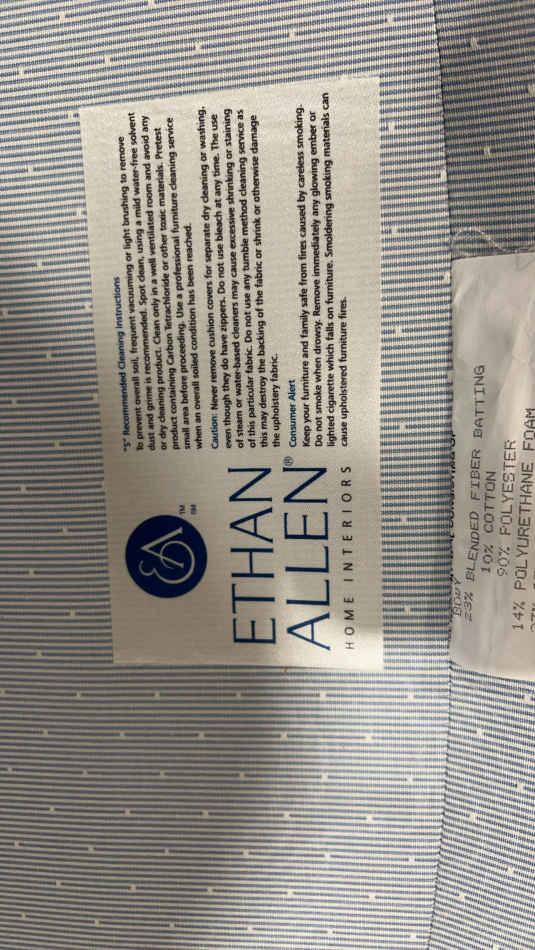 "S" Recommended Cleaning Instructions
To prevent overall soil, frequent vacuuming or light brushing to remove
dust and grime is recommended. Spot clean, using a mild water-free solvent
or dry cleaning product. Clean only in a well ventilated room and avoid any
product containing Carbon Tetrachloride or other toxic materials. Pretest
small area before proceeding. Use a professional furniture cleaning service
when an overall soiled condition has been reached.
Caution: Never remove cushion covers for separate dry cleaning or washing,
even though they do have zippers. Do not use bleach at any time. The use
of steam or water-based cleaners may cause excessive shrinking or staining
of this particular fabric. Do not use any tumble method cleaning service as
this may destroy the backing of the fabric or shrink or otherwise damage
the upholstery fabric.
Consumer Alert
Keep your furniture and family safe from fires caused by careless smoking.
Do not smoke when drowsy. Remove immediately any glowing ember or
lighted cigarette which falls on furniture. Smoldering smoking materials can
cause upholstered furniture fires.
EA
TM
SM
ETHAN
ALLEN®
HOME INTERIORS
BODY
23% BLENDED FIBER BATTING
10% COTTON
90% POLYESTER
14% POLYURETHANE FOAM